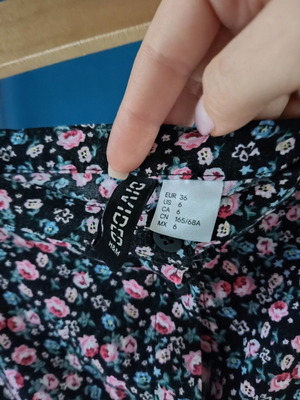 DIVIDED
H&M
EUR 36
US 6
CA 6
CN 165/68A
MX 6